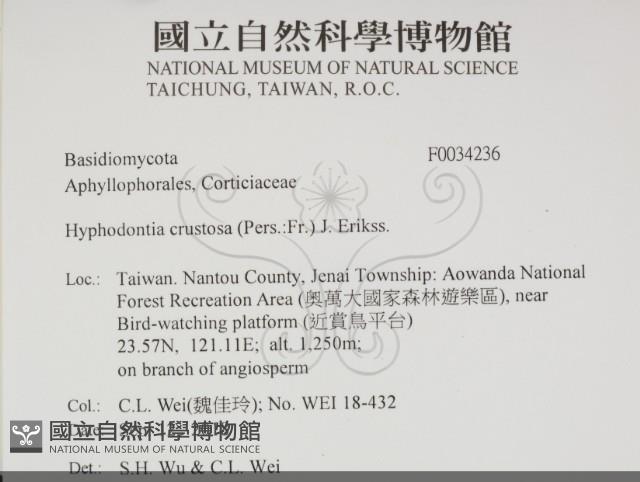 國立自然科學博物館
NATIONAL MUSEUM OF NATURAL SCIENCE
TAICHUNG, TAIWAN, R.O.C.
Basidiomycota F0034236
Aphyllophorales, Corticiaceae
Hyphodontia crustosa (Pers.:Fr.) J. Erikss.
Loc.: Taiwan. Nantou County, Jenai Township: Aowanda National
Forest Recreation Area (奧萬大國家森林遊樂區), near
Bird-watching platform (近賞鳥平台)
23.57N, 121.11E; alt. 1,250m;
on branch of angiosperm
Col.: C.L. Wei(魏佳玲); No. WEI 18-432
國立自然科學博物館
NATIONAL MUSEUM OF NATURAL SCIENCE
Det.: S.H. Wu & C.L. Wei